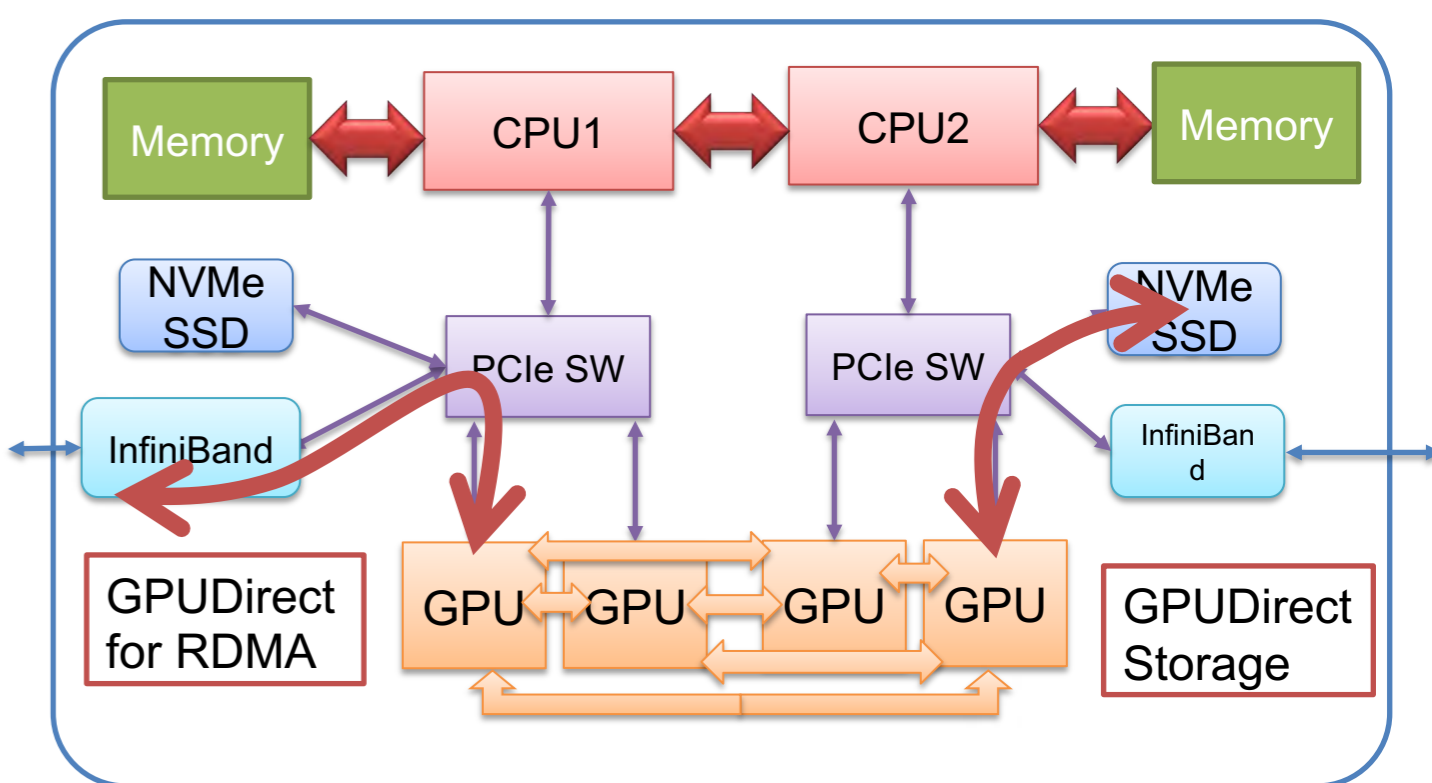 Memory
CPU1
CPU2
Memory
NVMe
SSD
PCIe SW
PCIe SW
NVMe
SSD
InfiniBand
InfiniBan
d
GPU
GPU
GPU
GPU
GPUDirect
for RDMA
GPUDirect
Storage